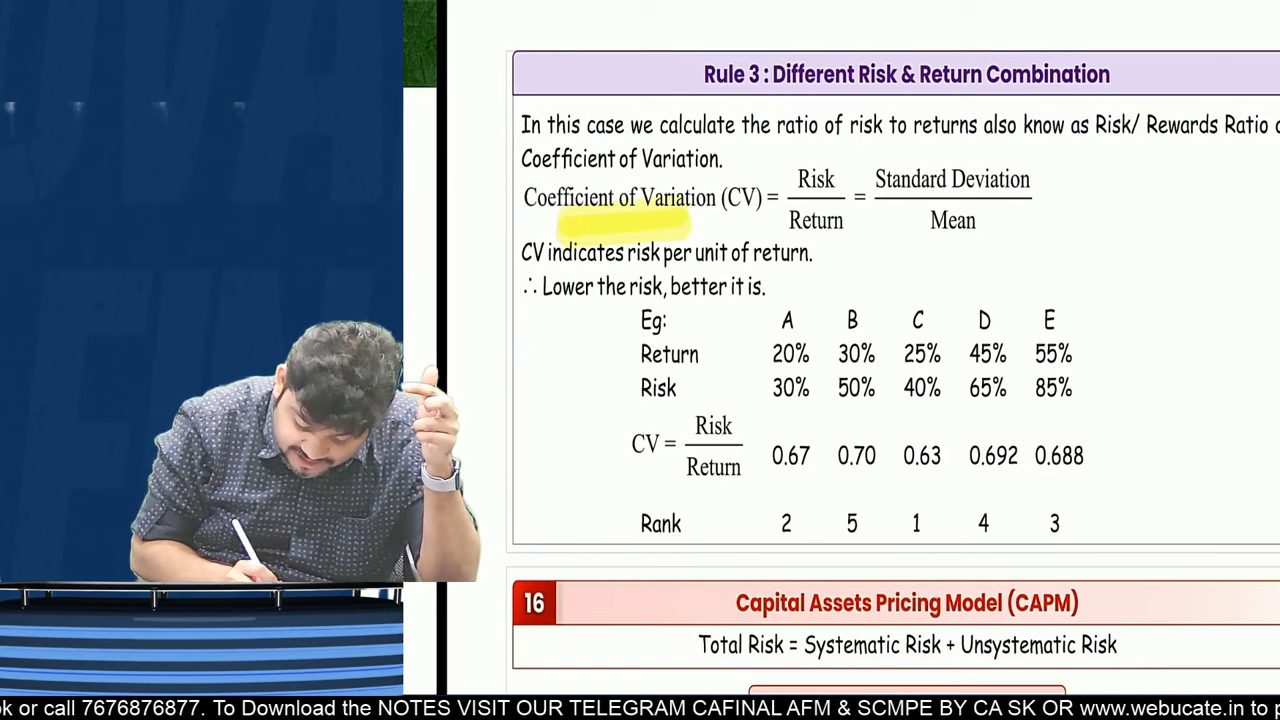 Rule 3 : Different Risk & Return Combination
In this case we calculate the ratio of risk to returns also know as Risk/ Rewards Ratio
Coefficient of Variation.
Coefficient of Variation (CV) = Risk / Return = Standard Deviation / Mean
CV indicates risk per unit of return.
∴ Lower the risk, better it is.
Eg: A B C D E
Return 20% 30% 25% 45% 55%
Risk 30% 50% 40% 65% 85%
CV = Risk / Return 0.67 0.70 0.63 0.692 0.688
Rank 2 5 1 4 3
16 Capital Assets Pricing Model (CAPM)
Total Risk = Systematic Risk + Unsystematic Risk
or call 7676876877. To Download the NOTES VISIT OUR TELEGRAM CAFINAL AFM & SCMPE BY CA SK OR www.webucate.in to